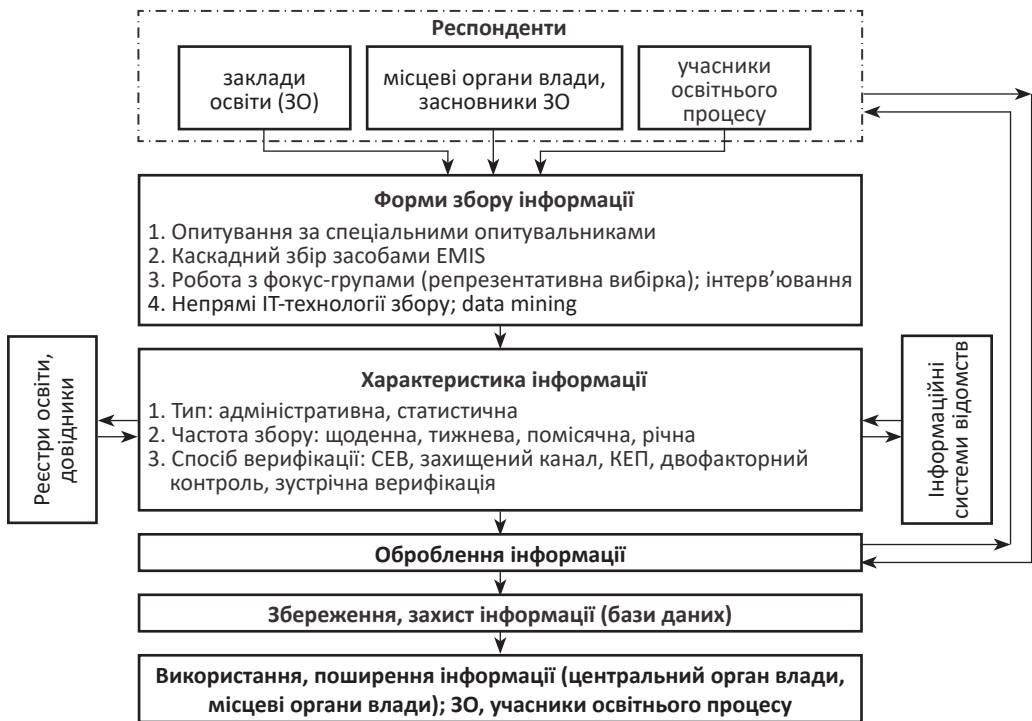 Респонденти
заклади
освіти (ЗО)
місцеві органи влади,
засновники ЗО
учасники
освітнього
процесу
Форми збору інформації
1. Опитування за спеціальними опитувальниками
2. Каскадний збір засобами EMIS
3. Робота з фокус-групами (репрезентативна вибірка); інтерв’ювання
4. Непрямі ІТ-технології збору; data mining
Реєстри освіти,
довідники
Характеристика інформації
1. Тип: адміністративна, статистична
2. Частота збору: щоденна, тижнева, помісячна, річна
3. Спосіб верифікації: СЕВ, захищений канал, КЕП, двофакторний
контроль, зустрічна верифікація
Інформаційні
системи відомств
Оброблення інформації
Збереження, захист інформації (бази даних)
Використання, поширення інформації (центральний орган влади,
місцеві органи влади); ЗО, учасники освітнього процесу